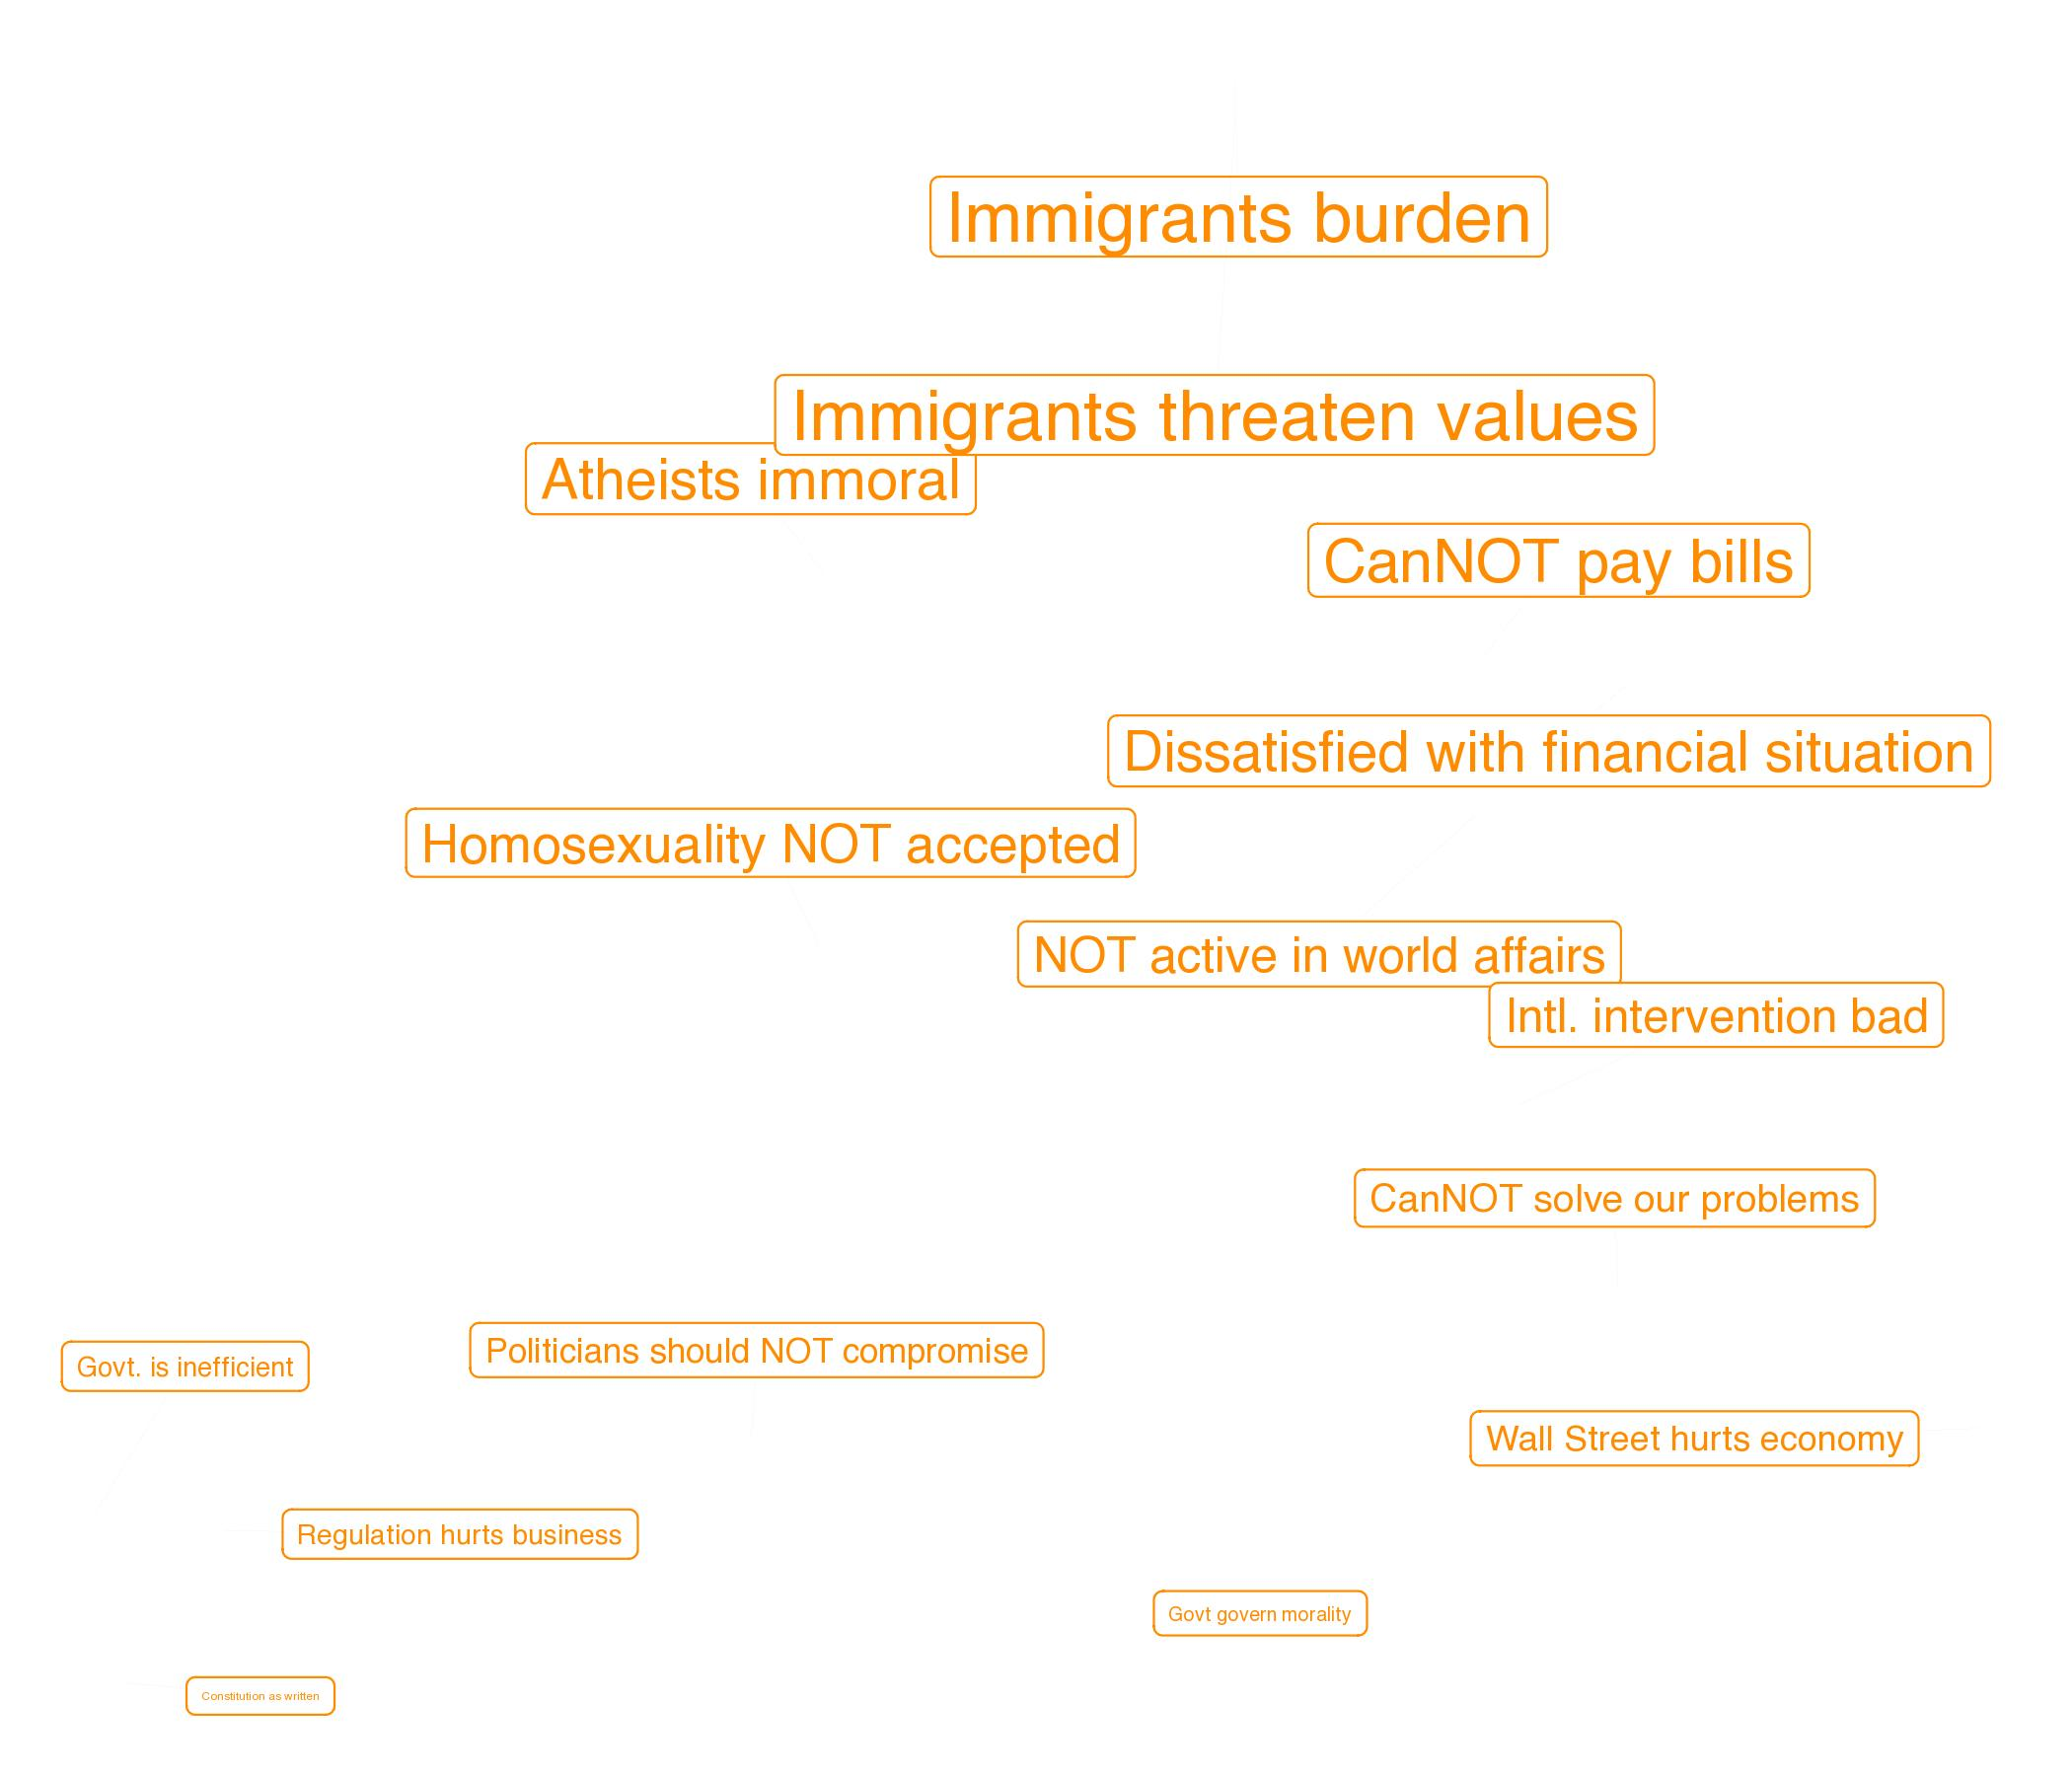 Immigrants burden
Immigrants threaten values
Atheists immoral
CanNOT pay bills
Dissatisfied with financial situation
Homosexuality NOT accepted
NOT active in world affairs
Intl. intervention bad
CanNOT solve our problems
Politicians should NOT compromise
Govt. is inefficient
Wall Street hurts economy
Regulation hurts business
Govt govern morality
Constitution as written